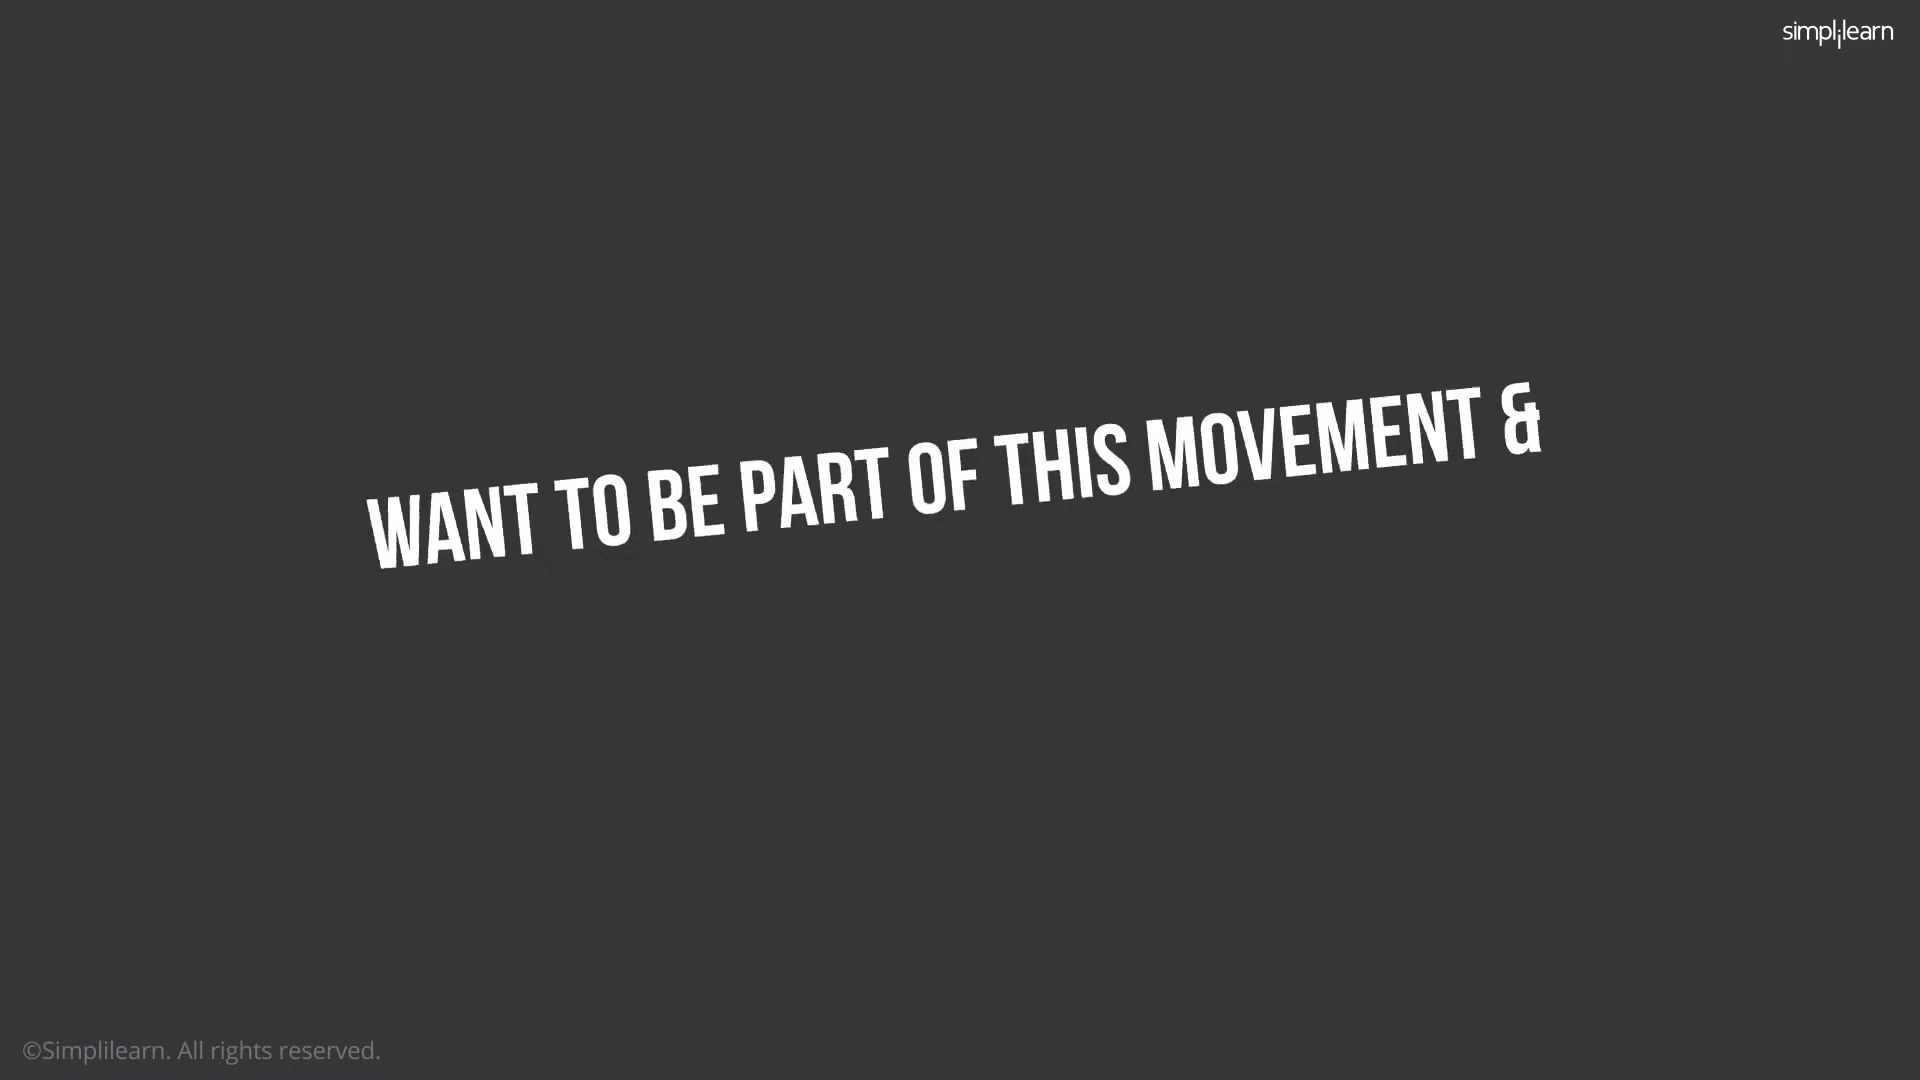 simplilearn
WANT TO BE PART OF THIS MOVEMENT &
©Simplilearn. All rights reserved.